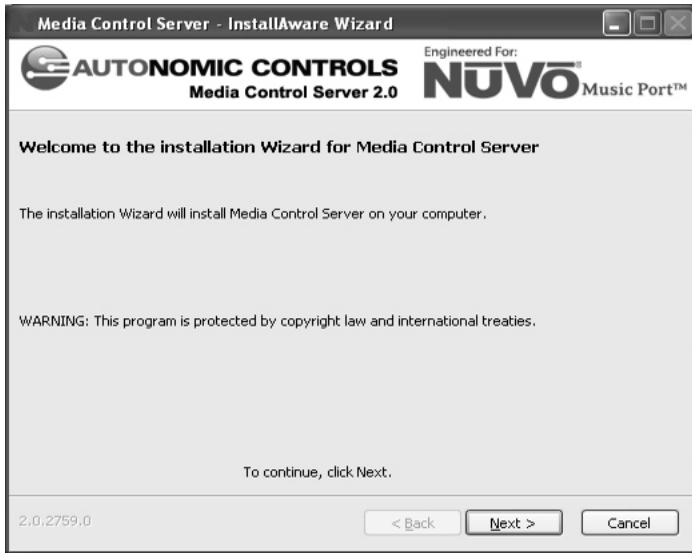 Media Control Server - InstallAware Wizard
AUTONOMIC CONTROLS
Media Control Server 2.0
Engineered For:
NŪVŌ® Music Port™
Welcome to the installation Wizard for Media Control Server
The installation Wizard will install Media Control Server on your computer.
WARNING: This program is protected by copyright law and international treaties.
To continue, click Next.
2.0.2759.0
< Back
Next >
Cancel